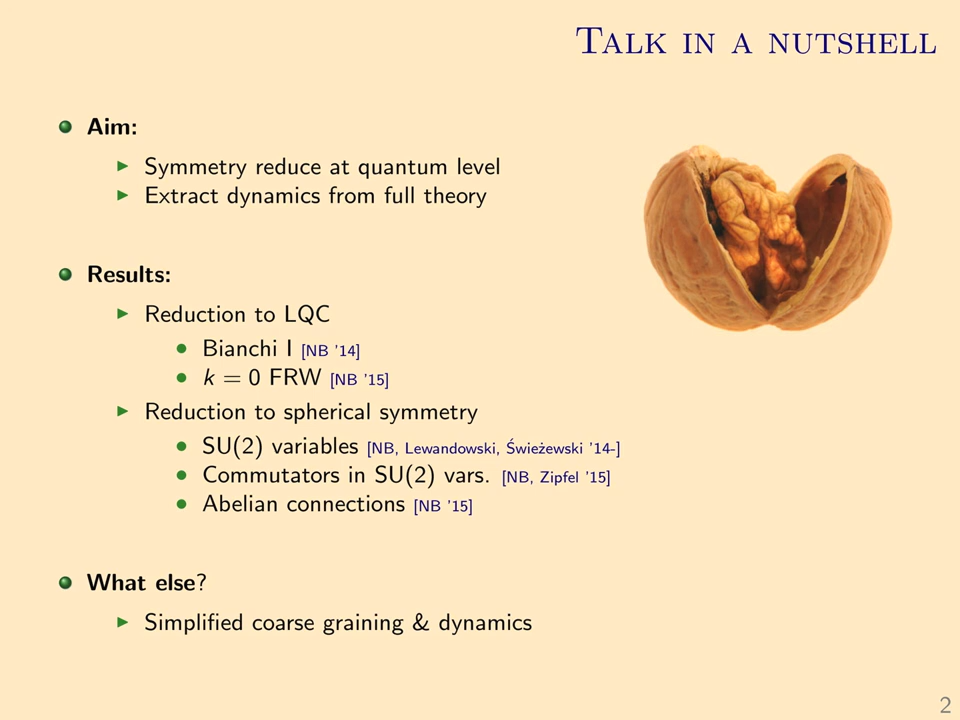 Talk in a nutshell
Aim:
Symmetry reduce at quantum level
Extract dynamics from full theory
Results:
Reduction to LQC
Bianchi I [NB '14]
k = 0 FRW [NB '15]
Reduction to spherical symmetry
SU(2) variables [NB, Lewandowski, Świeżewski '14-]
Commutators in SU(2) vars. [NB, Zipfel '15]
Abelian connections [NB '15]
What else?
Simplified coarse graining & dynamics
2